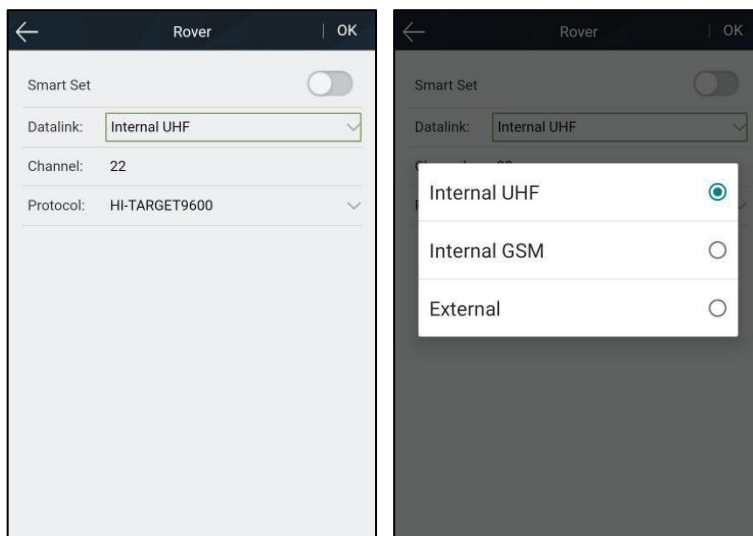 Rover | OK
Smart Set
Datalink: Internal UHF
Channel: 22
Protocol: HI-TARGET9600
Rover | OK
Smart Set
Datalink: Internal UHF
Internal UHF
Internal GSM
External